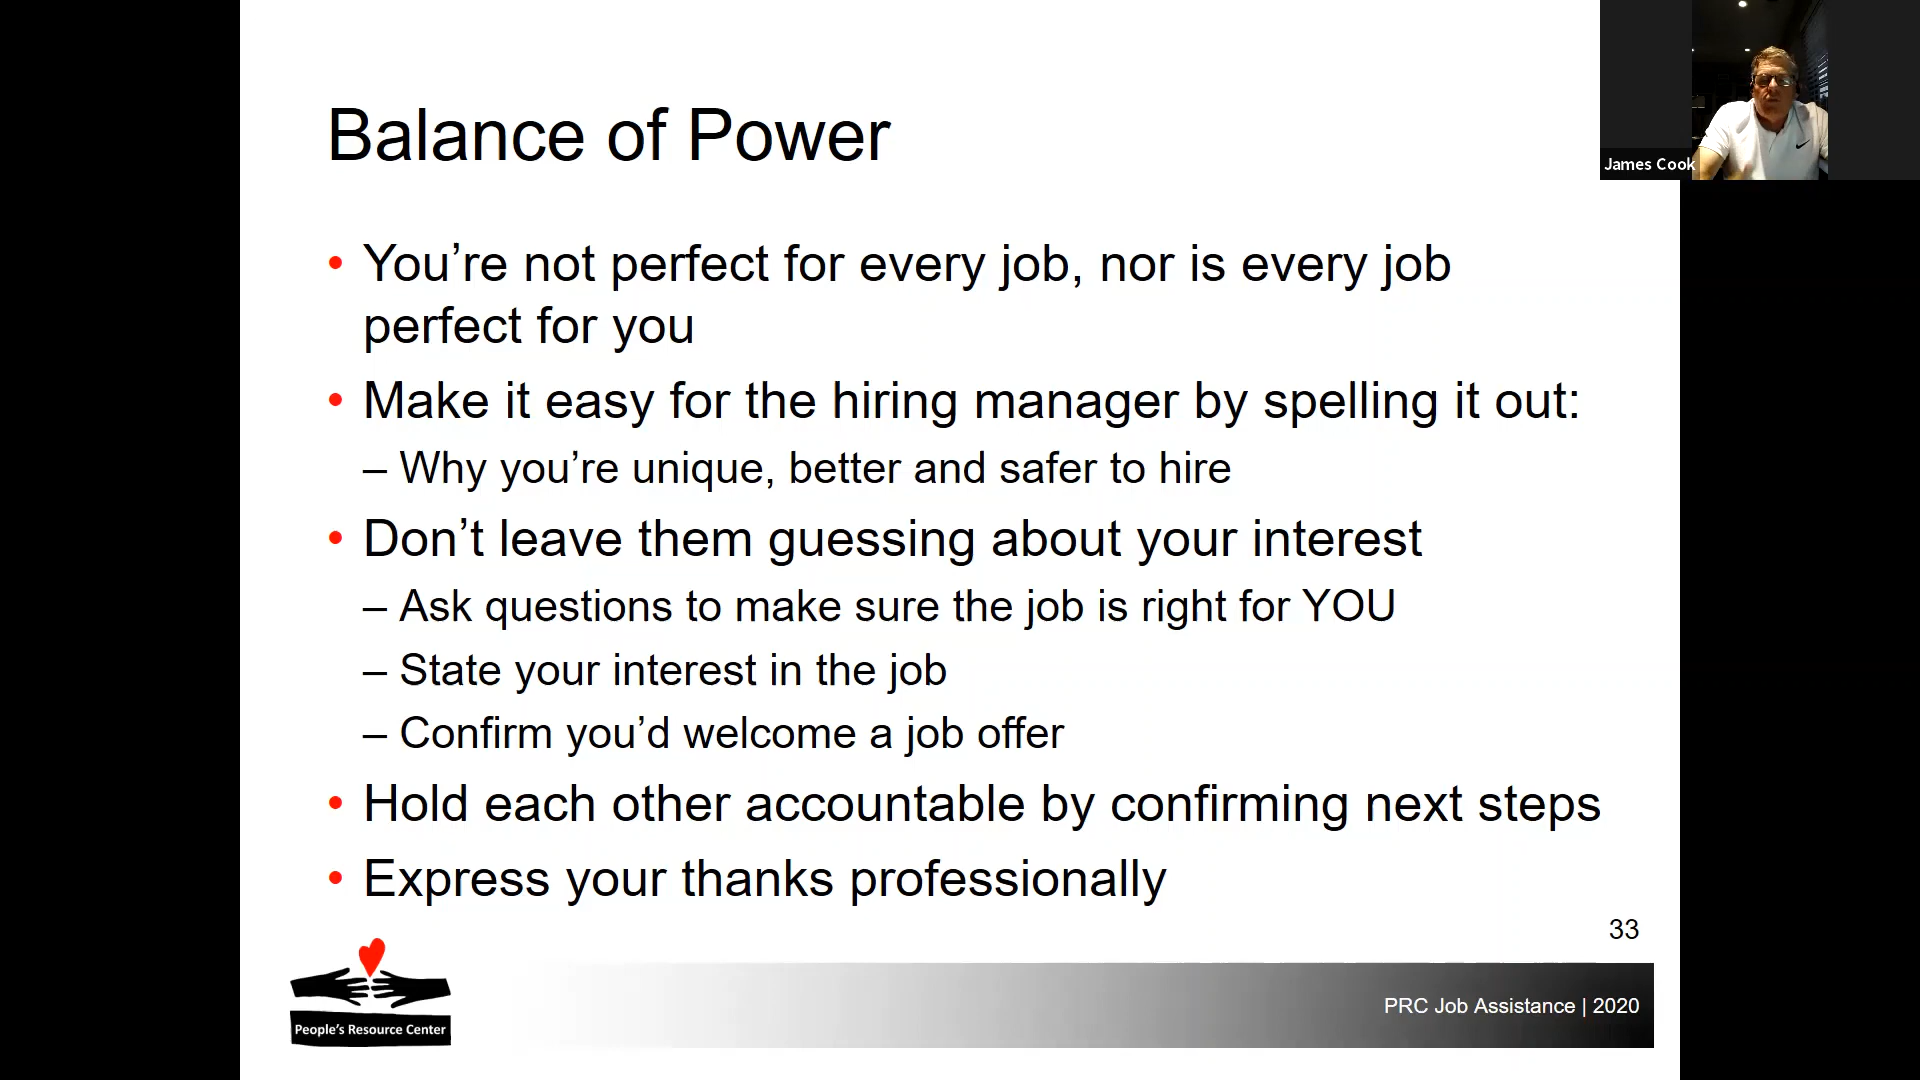 James Cook
Balance of Power
• You’re not perfect for every job, nor is every job
perfect for you
• Make it easy for the hiring manager by spelling it out:
– Why you’re unique, better and safer to hire
• Don’t leave them guessing about your interest
– Ask questions to make sure the job is right for YOU
– State your interest in the job
– Confirm you’d welcome a job offer
• Hold each other accountable by confirming next steps
• Express your thanks professionally
33
People’s Resource Center
PRC Job Assistance | 2020